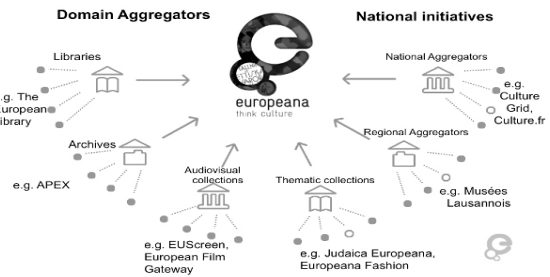 Domain Aggregators
National initiatives
Libraries
e.g. The
European
Library
Archives
e.g. APEX
Audiovisual
collections
e.g. EUScreen,
European Film
Gateway
europeana
think culture
Thematic collections
e.g. Judaica Europeana,
Europeana Fashion
National Aggregators
e.g.
Culture
Grid,
Culture.fr
Regional Aggregators
e.g. Musées
Lausannois